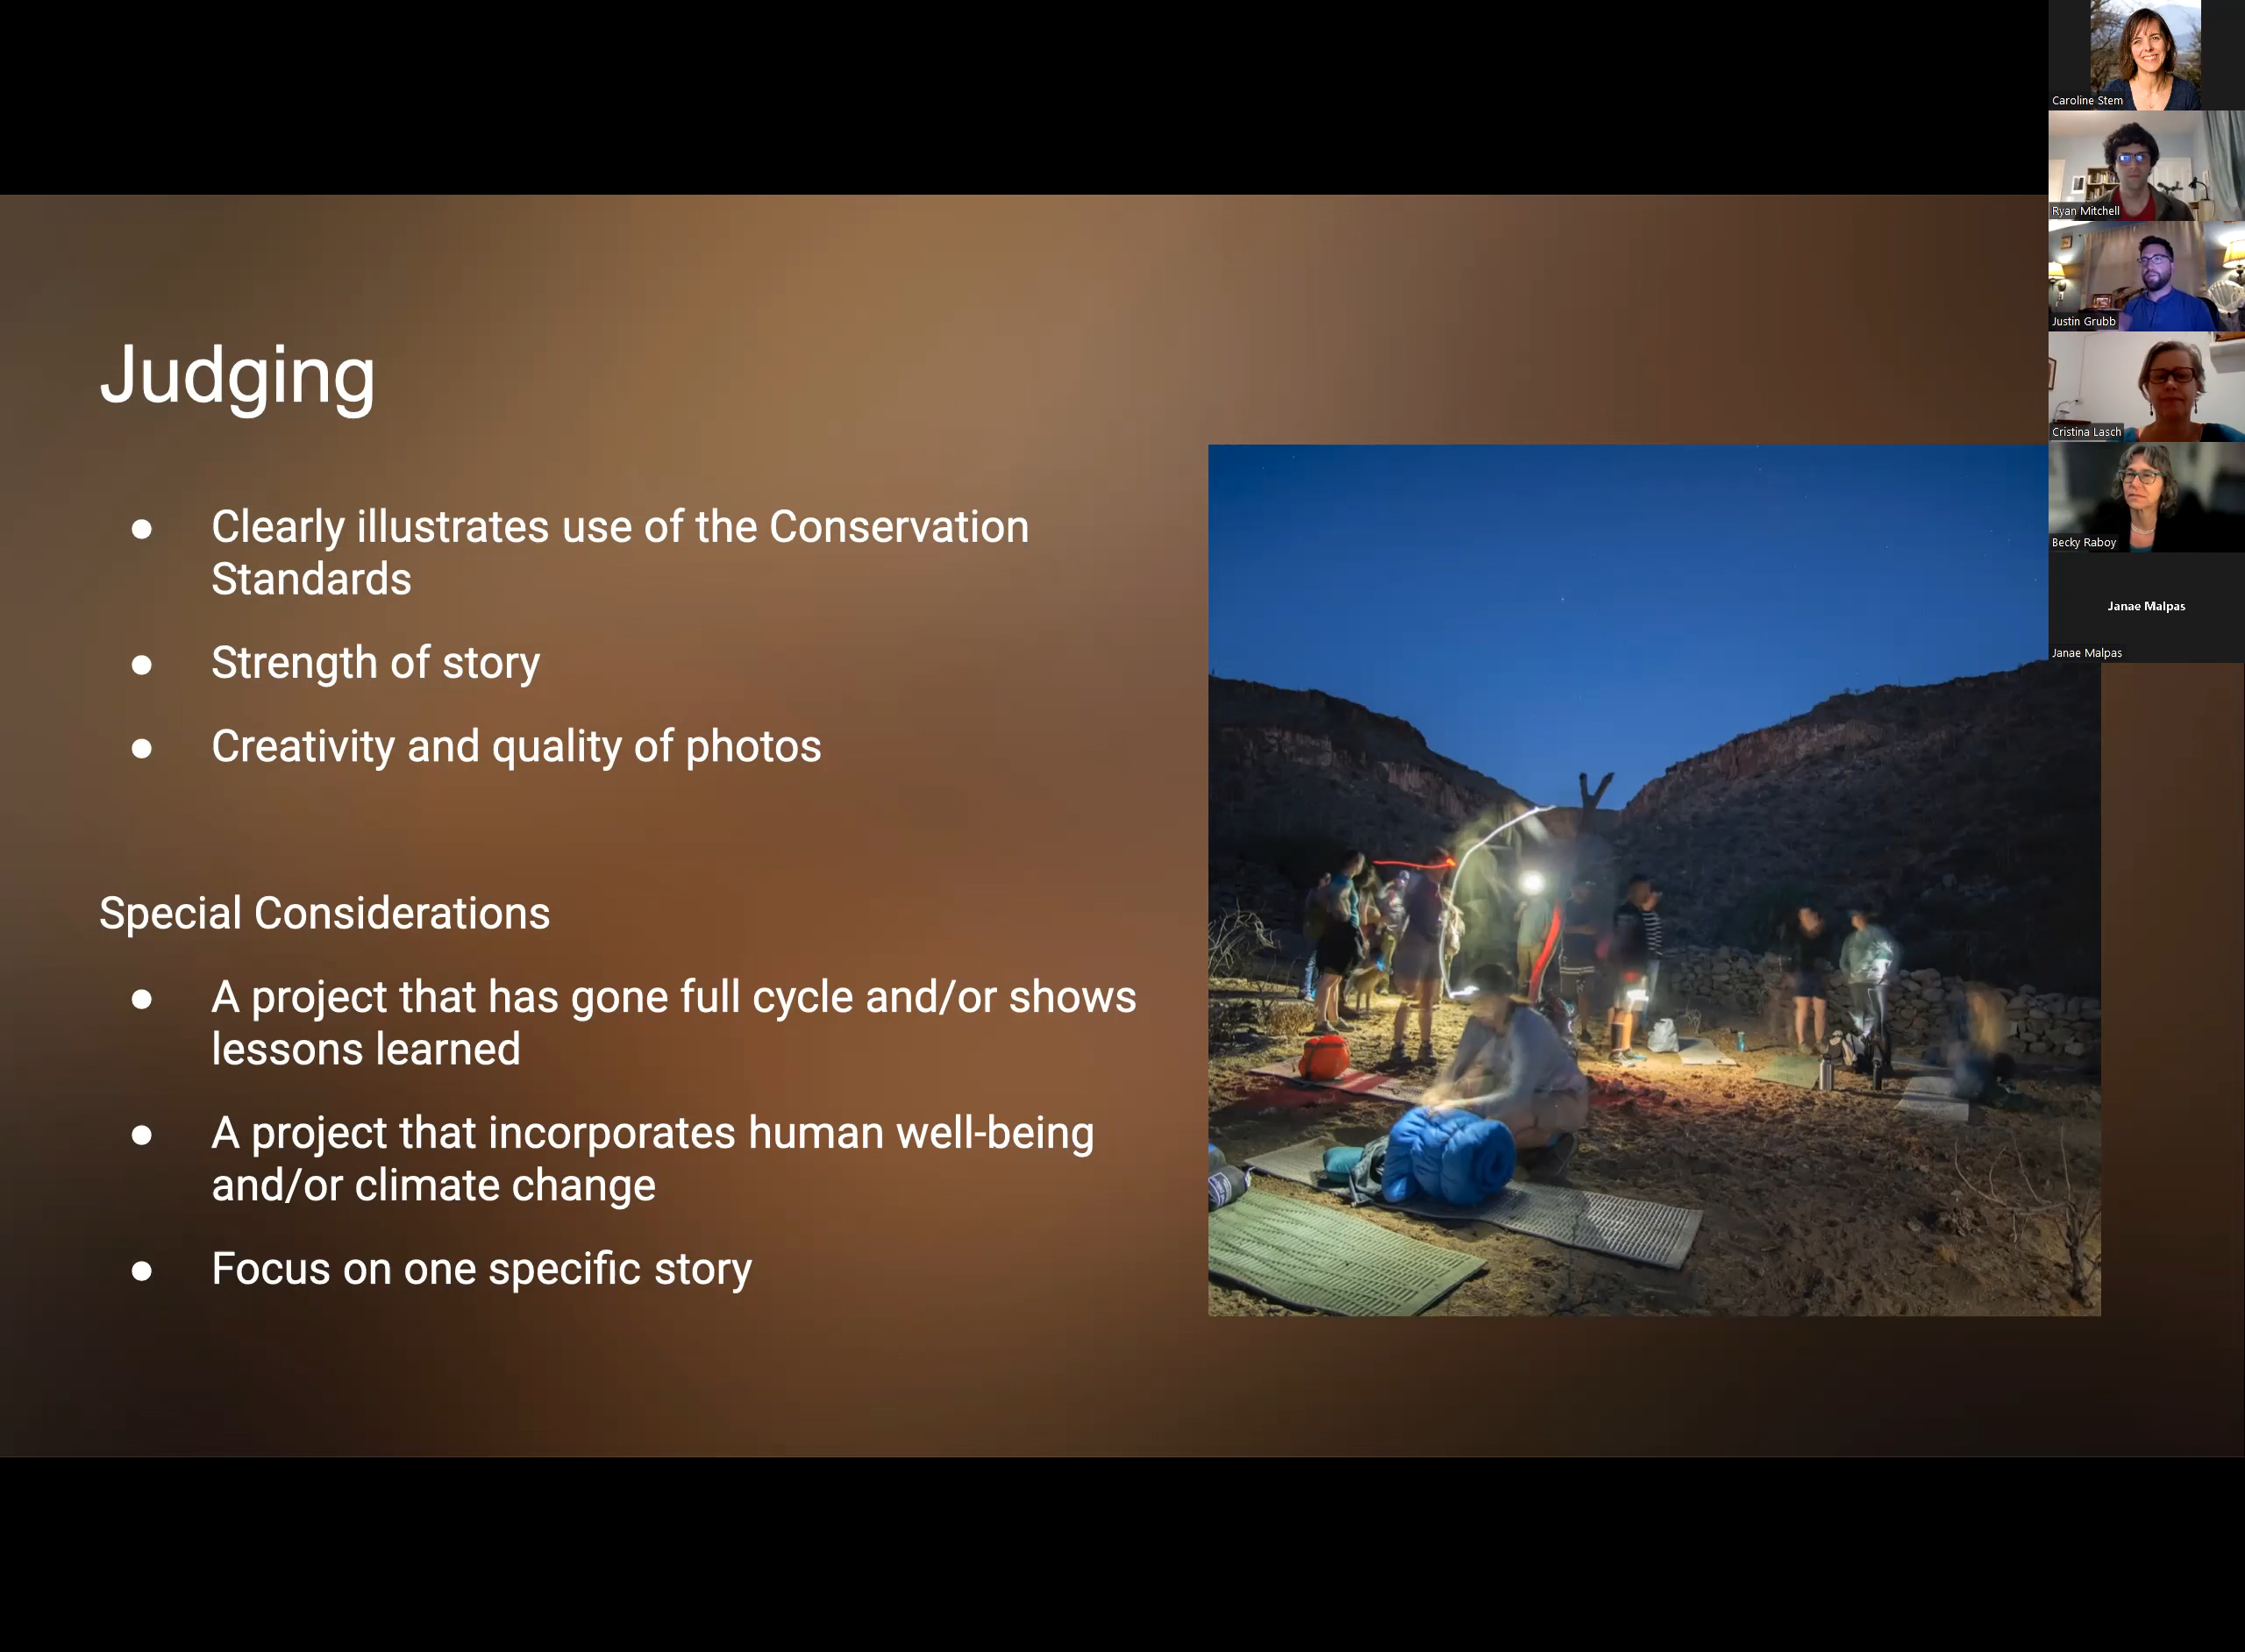 Judging
● Clearly illustrates use of the Conservation
Standards
● Strength of story
● Creativity and quality of photos
Special Considerations
● A project that has gone full cycle and/or shows
lessons learned
● A project that incorporates human well-being
and/or climate change
● Focus on one specific story
Caroline Stem
Ryan Mitchell
Justin Grubb
Cristina Lasch
Becky Raboy
Janae Malpas
Janae Malpas